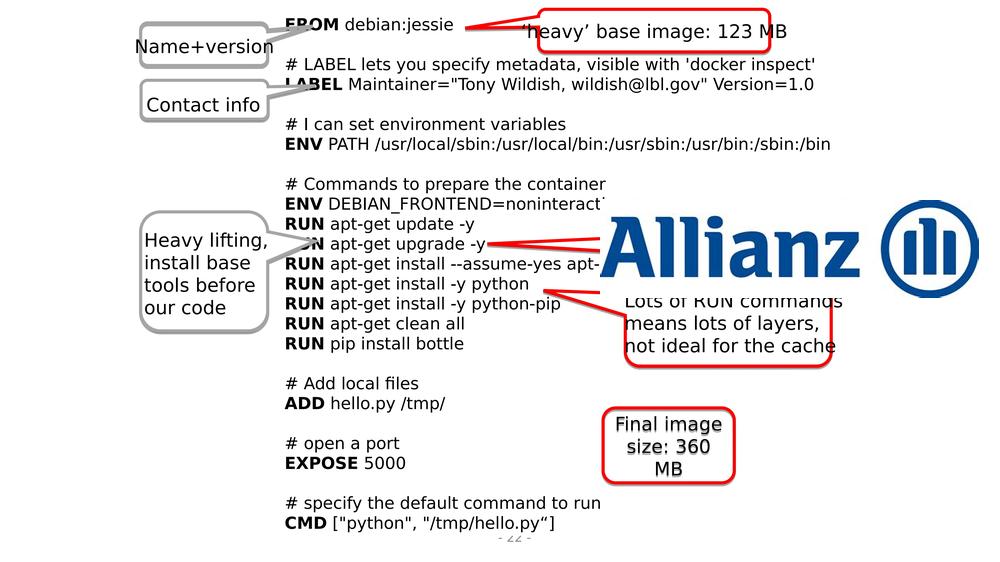 FROM debian:jessie
'heavy' base image: 123 MB
Name+version
# LABEL lets you specify metadata, visible with 'docker inspect'
LABEL Maintainer="Tony Wildish, wildish@lbl.gov" Version=1.0
Contact info
# I can set environment variables
ENV PATH /usr/local/sbin:/usr/local/bin:/usr/sbin:/usr/bin:/sbin:/bin
# Commands to prepare the container
ENV DEBIAN_FRONTEND=noninteract
RUN apt-get update -y
RUN apt-get upgrade -y
RUN apt-get install --assume-yes apt-
RUN apt-get install -y python
RUN apt-get install -y python-pip
RUN apt-get clean all
RUN pip install bottle
Heavy lifting,
install base
tools before
our code
Allianz
Lots of RUN commands
means lots of layers,
not ideal for the cache
# Add local files
ADD hello.py /tmp/
Final image
size: 360
MB
# open a port
EXPOSE 5000
# specify the default command to run
CMD ["python", "/tmp/hello.py“]
- 22 -